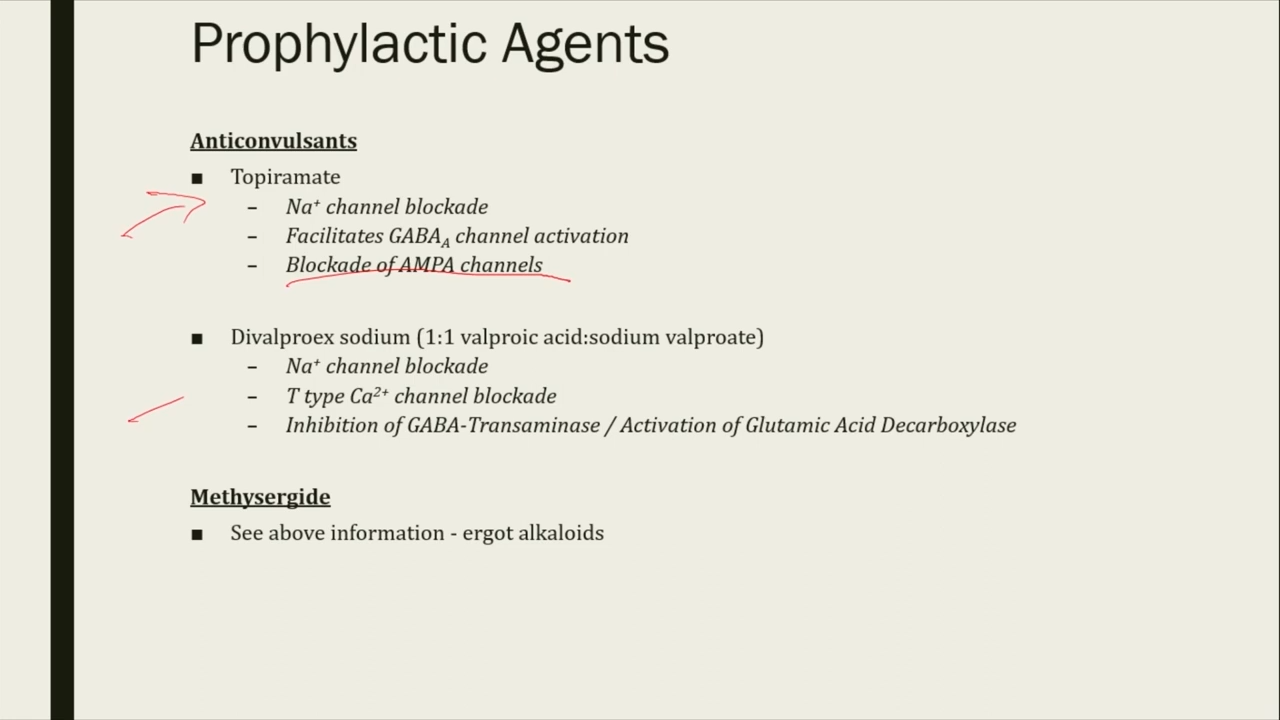 Prophylactic Agents
Anticonvulsants
■ Topiramate
– Na⁺ channel blockade
– Facilitates GABA_A channel activation
– Blockade of AMPA channels
■ Divalproex sodium (1:1 valproic acid:sodium valproate)
– Na⁺ channel blockade
– T type Ca²⁺ channel blockade
– Inhibition of GABA-Transaminase / Activation of Glutamic Acid Decarboxylase
Methysergide
■ See above information - ergot alkaloids